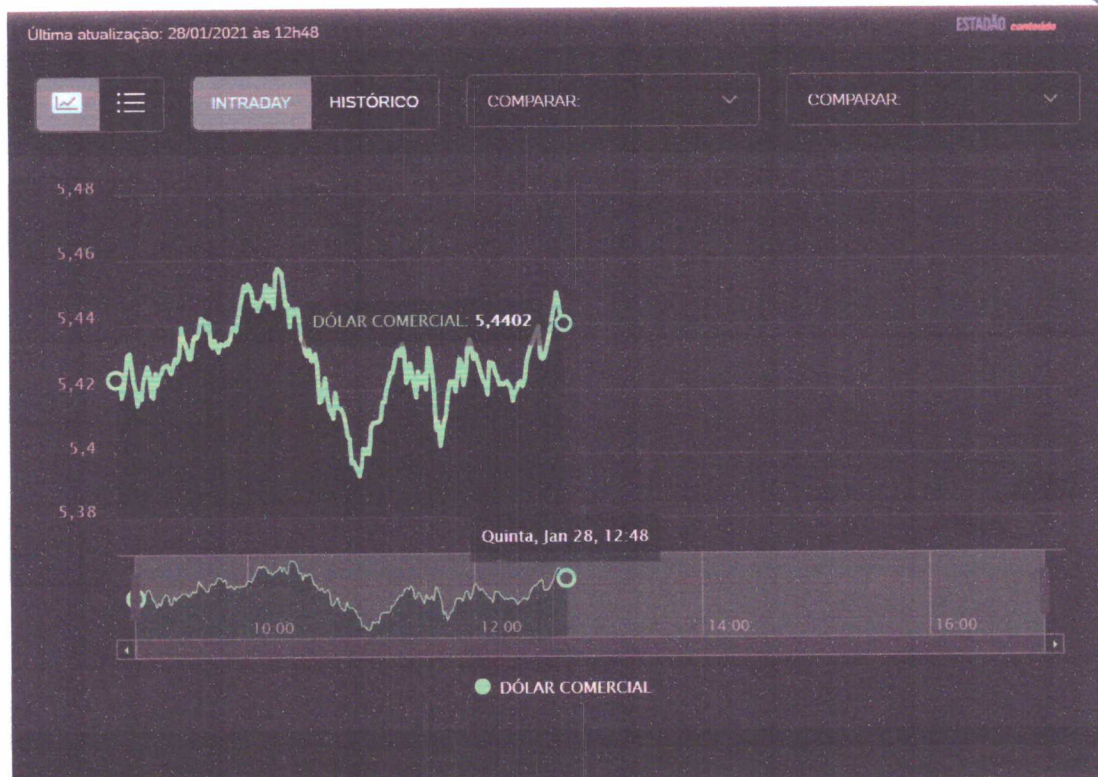 Última atualização: 28/01/2021 às 12h48
ESTADÃO conteúdo
INTRADAY
HISTÓRICO
COMPARAR:
COMPARAR:
5,48
5,46
5,44
DÓLAR COMERCIAL: 5,4402
5,42
5,4
5,38
Quinta, Jan 28, 12:48
10:00
12:00
14:00
16:00
DÓLAR COMERCIAL